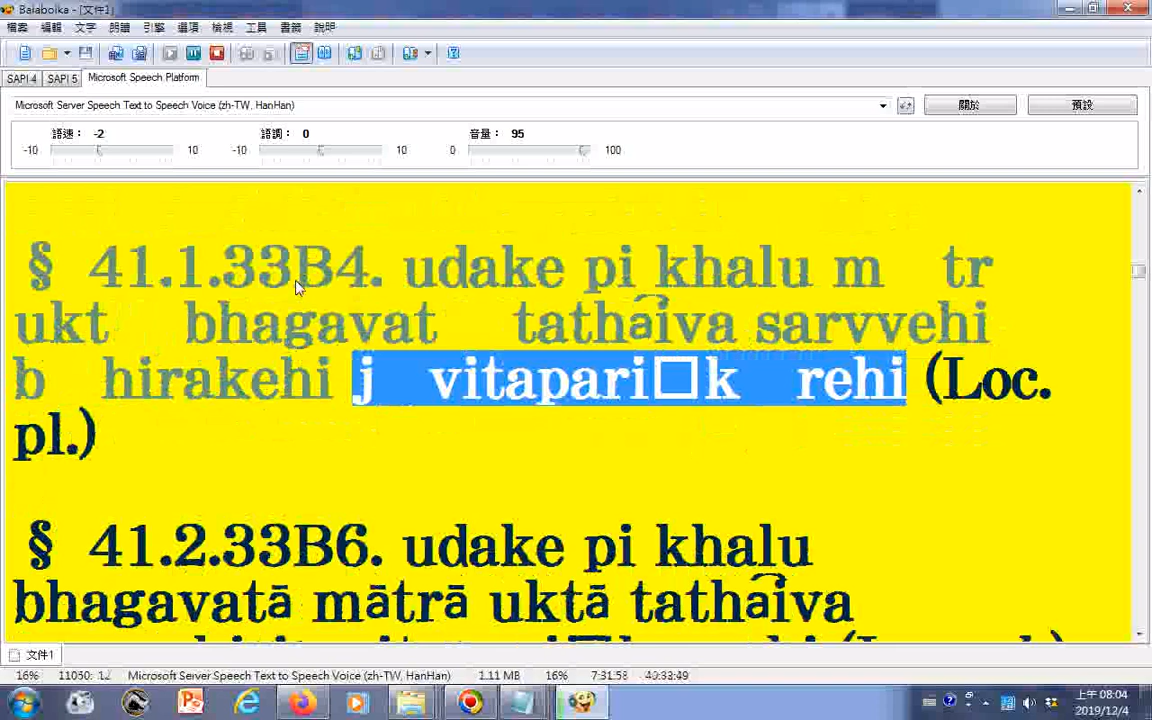 Balabolka - [文件1]
檔案 編輯 文字 朗讀 引擎 選項 檢視 工具 書籤 說明
SAPI 4 SAPI 5 Microsoft Speech Platform
Microsoft Server Speech Text to Speech Voice (zh-TW, HanHan) 關於 預設
語速： -2 語調： 0 音量： 95
-10 10 -10 10 0 100
§ 41.1.33B4. udake pi khalu m tr
ukt bhagavat tathaîva sarvvehi
b hirakehi j vitapari□k rehi (Loc.
pl.)
§ 41.2.33B6. udake pi khalu
bhagavatā mātrā uktā tathaîva
文件1
16% Microsoft Server Speech Text to Speech Voice (zh-TW, HanHan) 1.11 MB 16% 7:31:58 40:33:49
上午 08:04
2019/12/4